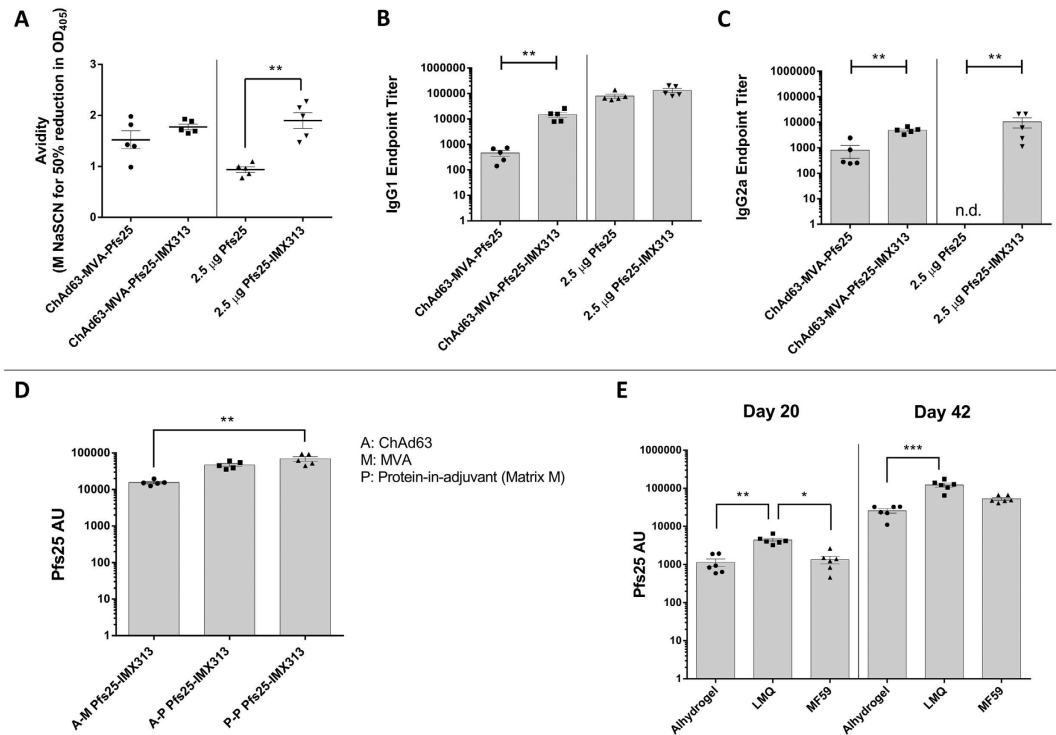 A
Avidity
(M NaSCN for 50% reduction in OD405)
3
2
1
0
**
ChAd63-MVA-Pfs25
ChAd63-MVA-Pfs25-IMX313
2.5 µg Pfs25
2.5 µg Pfs25-IMX313
B
IgG1 Endpoint Titer
1000000
100000
10000
1000
100
10
1
**
ChAd63-MVA-Pfs25
ChAd63-MVA-Pfs25-IMX313
2.5 µg Pfs25
2.5 µg Pfs25-IMX313
C
IgG2a Endpoint Titer
1000000
100000
10000
1000
100
10
1
**
**
n.d.
ChAd63-MVA-Pfs25
ChAd63-MVA-Pfs25-IMX313
2.5 µg Pfs25
2.5 µg Pfs25-IMX313
D
Pfs25 AU
100000
10000
1000
100
10
1
**
A-M Pfs25-IMX313
A-P Pfs25-IMX313
P-P Pfs25-IMX313
A: ChAd63
M: MVA
P: Protein-in-adjuvant (Matrix M)
E
Day 20
Day 42
Pfs25 AU
1000000
100000
10000
1000
100
10
1
**
*
***
Alhydrogel
LMQ
MF59
Alhydrogel
LMQ
MF59